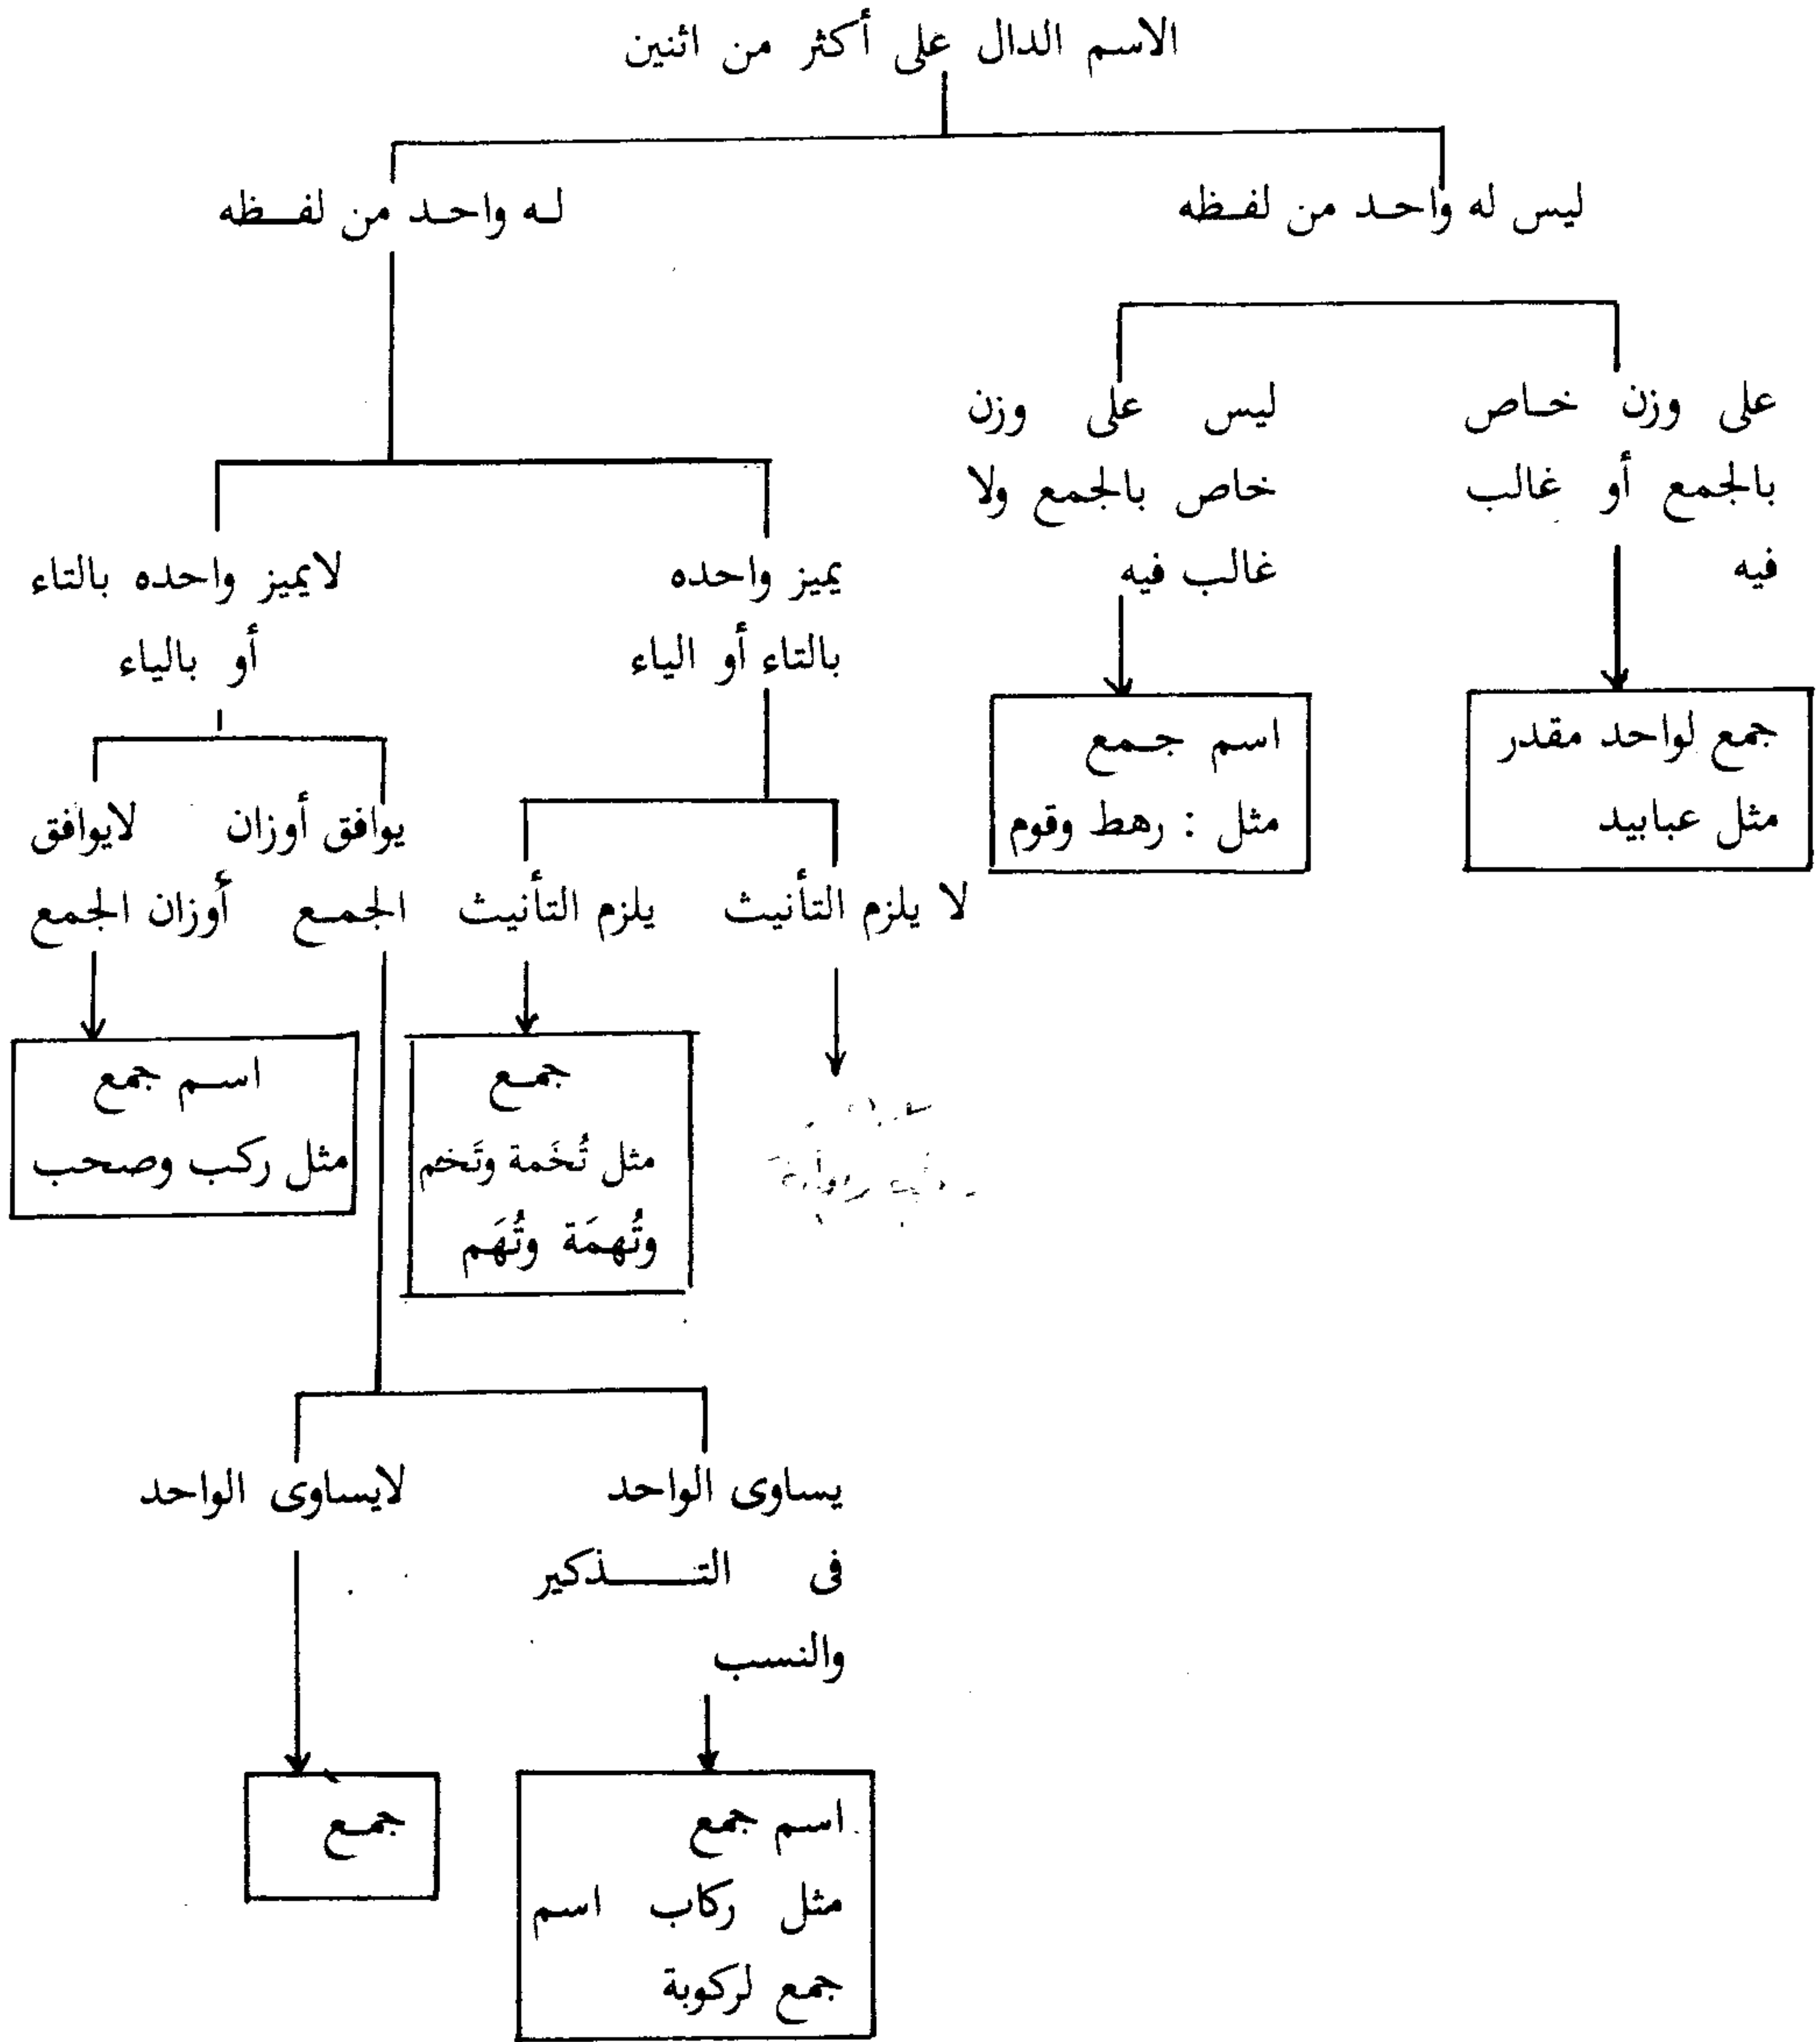 الاسم الدال على أكثر من اثنين
ليس له واحد من لفظه
له واحد من لفظه
على وزن خاص
بالجمع أو غالب
فيه
ليس على وزن
خاص بالجمع ولا
غالب فيه
يميز واحده
بالتاء أو الياء
لايميز واحده بالتاء
أو بالياء
جمع لواحد مقدر
مثل عبابيد
اسم جمع
مثل : رهط وقوم
لا يلزم التأنيث
يلزم التأنيث
يوافق أوزان
الجمع
لايوافق
أوزان الجمع
جمع
مثل تُخَمة وتَخم
وتُهمَة وتُهَم
اسم جمع
مثل ركب وصحب
يساوى الواحد
فى التذكير
والنسب
لايساوى الواحد
اسم جمع
مثل ركاب اسم
جمع لركوبة
جمع